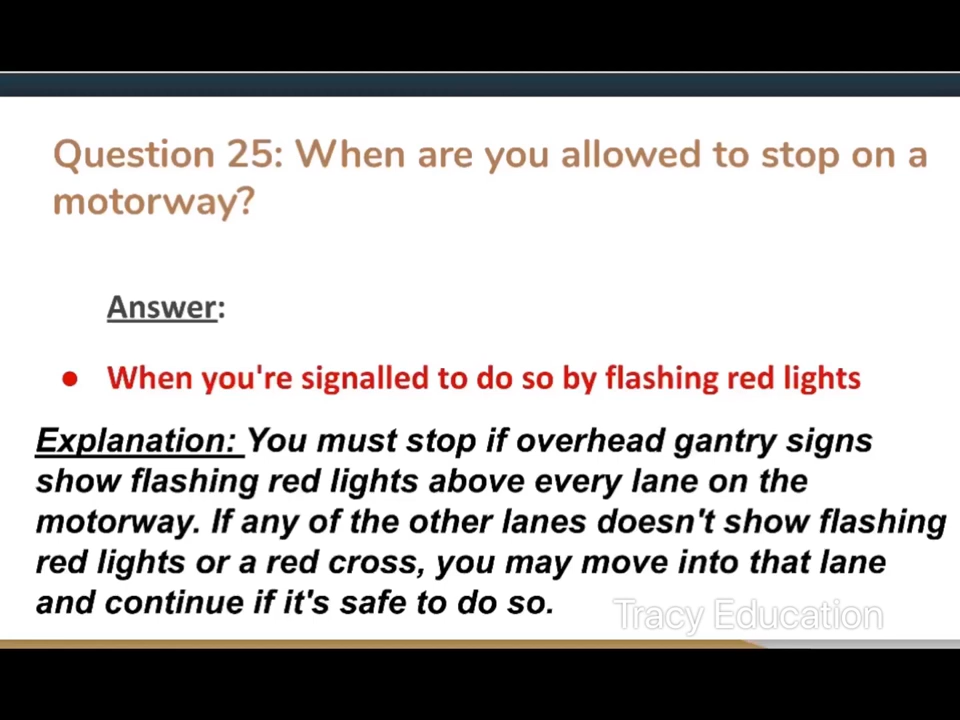 Question 25: When are you allowed to stop on a
motorway?
Answer:
● When you're signalled to do so by flashing red lights
Explanation: You must stop if overhead gantry signs
show flashing red lights above every lane on the
motorway. If any of the other lanes doesn't show flashing
red lights or a red cross, you may move into that lane
and continue if it's safe to do so.
Tracy Education